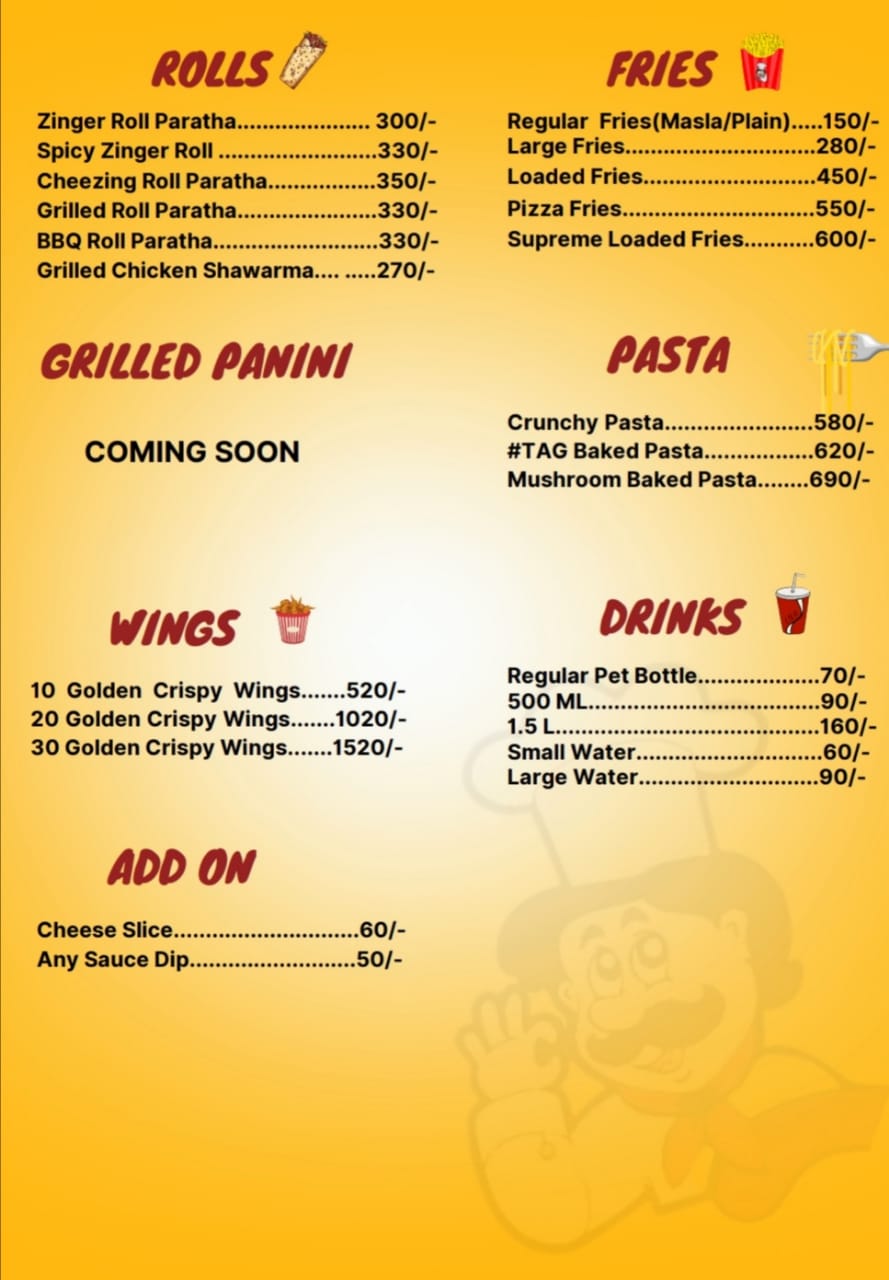 ROLLS
Zinger Roll Paratha..................... 300/-
Spicy Zinger Roll .........................330/-
Cheezing Roll Paratha.................350/-
Grilled Roll Paratha......................330/-
BBQ Roll Paratha..........................330/-
Grilled Chicken Shawarma.... .....270/-
FRIES
Regular Fries(Masla/Plain).....150/-
Large Fries..............................280/-
Loaded Fries...........................450/-
Pizza Fries..............................550/-
Supreme Loaded Fries...........600/-
GRILLED PANINI
COMING SOON
PASTA
Crunchy Pasta.......................580/-
#TAG Baked Pasta.................620/-
Mushroom Baked Pasta........690/-
WINGS
10 Golden Crispy Wings.......520/-
20 Golden Crispy Wings.......1020/-
30 Golden Crispy Wings.......1520/-
DRINKS
Regular Pet Bottle...................70/-
500 ML....................................90/-
1.5 L.........................................160/-
Small Water.............................60/-
Large Water............................90/-
ADD ON
Cheese Slice.............................60/-
Any Sauce Dip..........................50/-